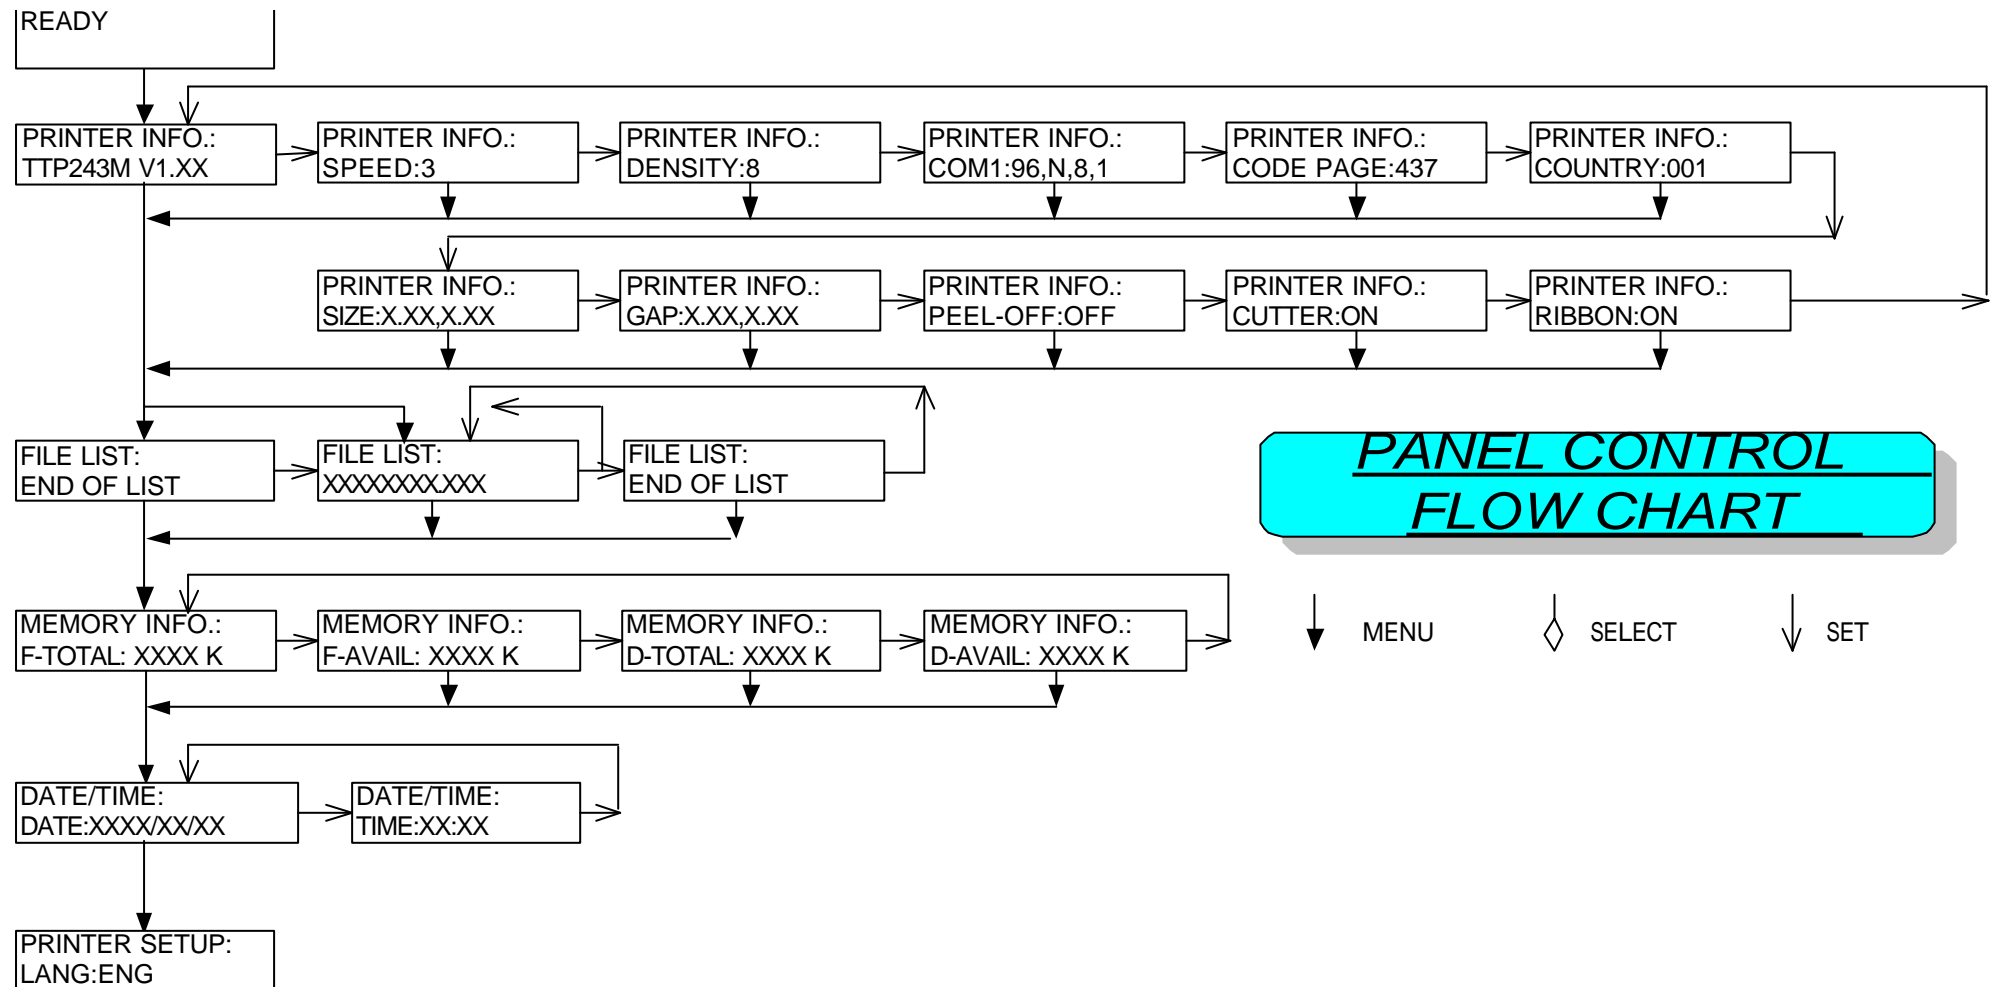 READY
PRINTER INFO.:
TTP243M V1.XX
PRINTER INFO.:
SPEED:3
PRINTER INFO.:
DENSITY:8
PRINTER INFO.:
COM1:96,N,8,1
PRINTER INFO.:
CODE PAGE:437
PRINTER INFO.:
COUNTRY:001
PRINTER INFO.:
SIZE:X.XX,X.XX
PRINTER INFO.:
GAP:X.XX,X.XX
PRINTER INFO.:
PEEL-OFF:OFF
PRINTER INFO.:
CUTTER:ON
PRINTER INFO.:
RIBBON:ON
FILE LIST:
END OF LIST
FILE LIST:
XXXXXXXX.XXX
FILE LIST:
END OF LIST
PANEL CONTROL
FLOW CHART
MENU
SELECT
SET
MEMORY INFO.:
F-TOTAL: XXXX K
MEMORY INFO.:
F-AVAIL: XXXX K
MEMORY INFO.:
D-TOTAL: XXXX K
MEMORY INFO.:
D-AVAIL: XXXX K
DATE/TIME:
DATE:XXXX/XX/XX
DATE/TIME:
TIME:XX:XX
PRINTER SETUP:
LANG:ENG